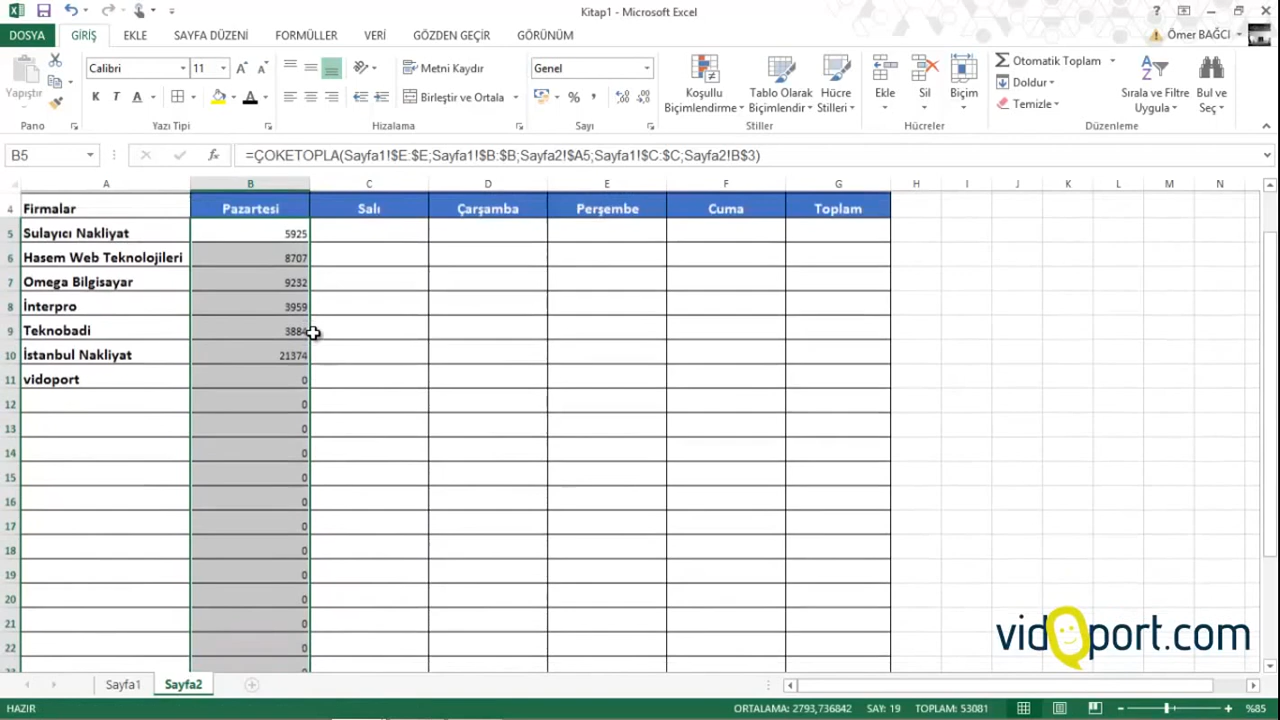 Kitap1 - Microsoft Excel
?
DOSYA GİRİŞ EKLE SAYFA DÜZENİ FORMÜLLER VERİ GÖZDEN GEÇİR GÖRÜNÜM Ömer BAĞCI
Yapıştır
Pano
Calibri 11
K T A
Yazı Tipi
Metni Kaydır
Birleştir ve Ortala
Hizalama
Genel
%
Sayı
Koşullu Biçimlendirme
Tablo Olarak Biçimlendir
Hücre Stilleri
Stiller
Ekle Sil Biçim
Hücreler
Otomatik Toplam
Doldur
Temizle
Sırala ve Filtre Uygula
Bul ve Seç
Düzenleme
B5 fx =ÇOKETOPLA(Sayfa1!$E:$E;Sayfa1!$B:$B;Sayfa2!$A5;Sayfa1!$C:$C;Sayfa2!B$3)
A B C D E F G H I J K L M N
4 Firmalar Pazartesi Salı Çarşamba Perşembe Cuma Toplam
5 Sulayıcı Nakliyat 5925
6 Hasem Web Teknolojileri 8707
7 Omega Bilgisayar 9232
8 İnterpro 3959
9 Teknobadi 3884
10 İstanbul Nakliyat 21374
11 vidoport 0
12 0
13 0
14 0
15 0
16 0
17 0
18 0
19 0
20 0
21 0
22 0
vidoport.com
Sayfa1 Sayfa2
HAZIR ORTALAMA: 2793,736842 SAY: 19 TOPLAM: 53081 %85